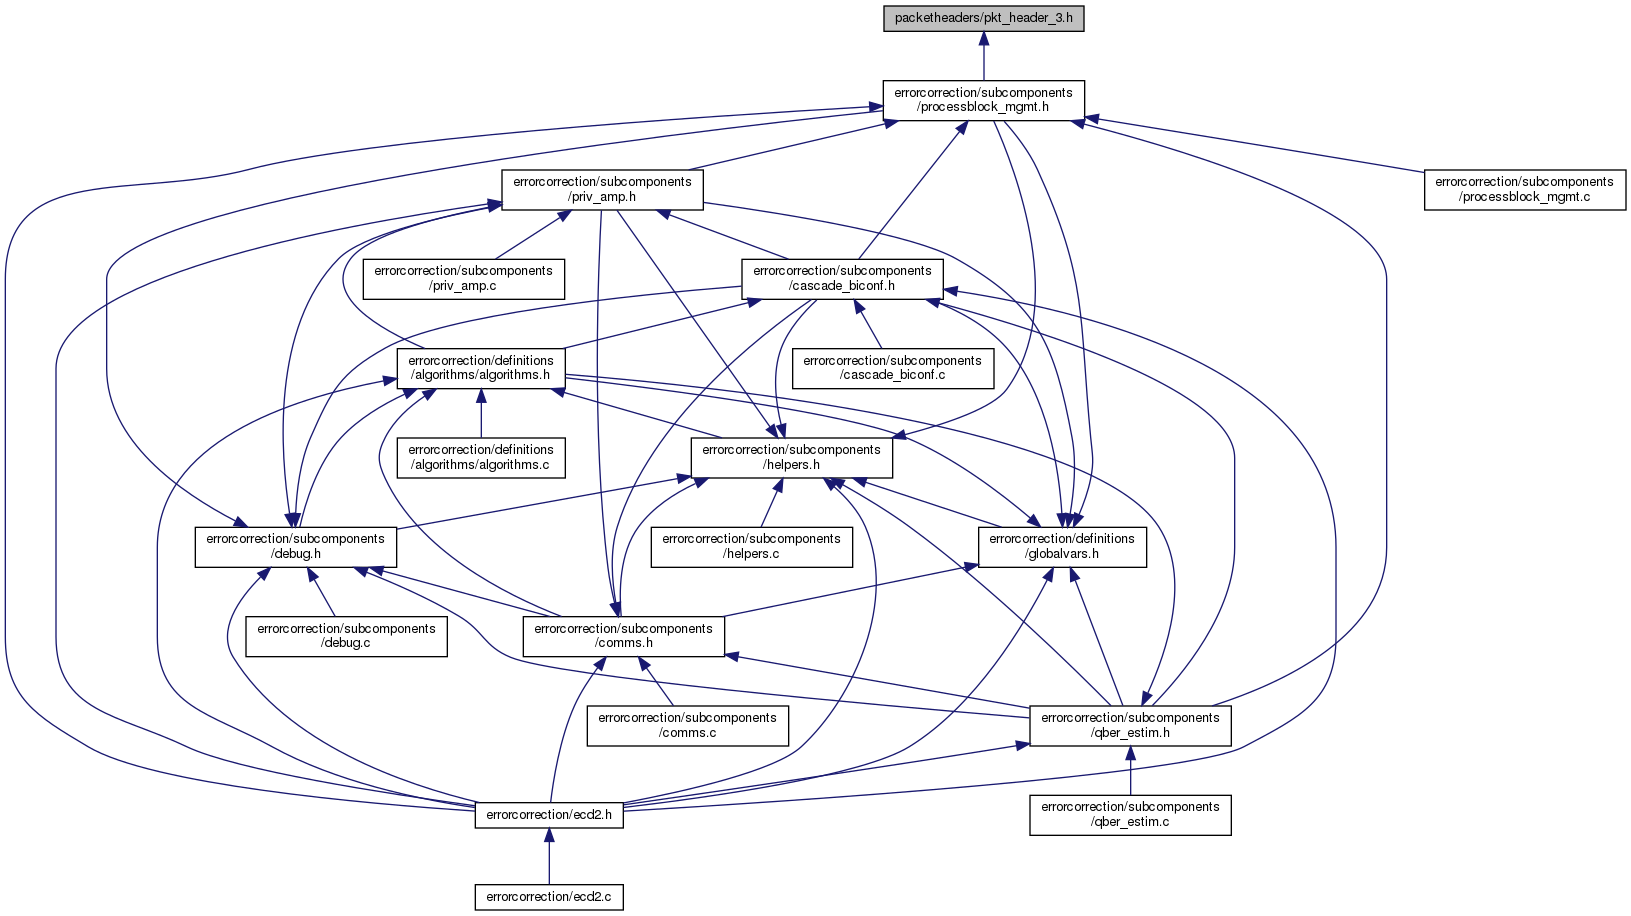 packetheaders/pkt_header_3.h
errorcorrection/subcomponents
/processblock_mgmt.h
errorcorrection/subcomponents
/priv_amp.h
errorcorrection/subcomponents
/processblock_mgmt.c
errorcorrection/subcomponents
/priv_amp.c
errorcorrection/subcomponents
/cascade_biconf.h
errorcorrection/definitions
/algorithms/algorithms.h
errorcorrection/subcomponents
/cascade_biconf.c
errorcorrection/definitions
/algorithms/algorithms.c
errorcorrection/subcomponents
/helpers.h
errorcorrection/subcomponents
/debug.h
errorcorrection/subcomponents
/helpers.c
errorcorrection/definitions
/globalvars.h
errorcorrection/subcomponents
/debug.c
errorcorrection/subcomponents
/comms.h
errorcorrection/subcomponents
/comms.c
errorcorrection/subcomponents
/qber_estim.h
errorcorrection/ecd2.h
errorcorrection/subcomponents
/qber_estim.c
errorcorrection/ecd2.c